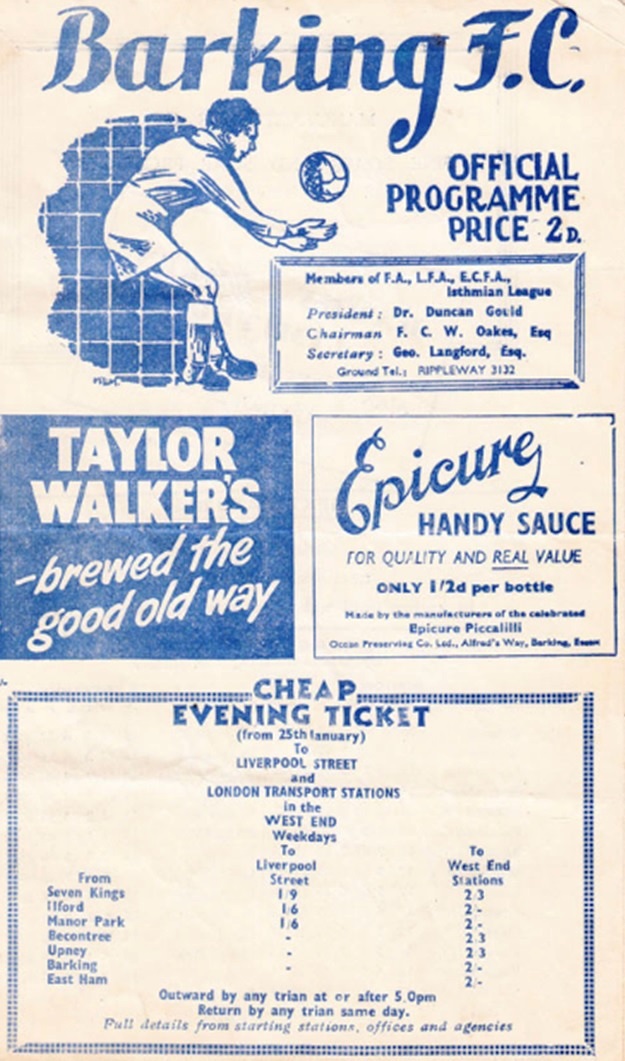 Barking F.C.
OFFICIAL
PROGRAMME
PRICE 2D.
Members of F.A., L.F.A., E.C.F.A.,
Isthmian League
President: Dr. Duncan Gould
Chairman F. C. W. Oakes, Esq
Secretary: Geo. Langford, Esq.
Ground Tel.: RIPPLEWAY 3132
TAYLOR
WALKER'S
-brewed the
good old way
Epicure
HANDY SAUCE
FOR QUALITY AND REAL VALUE
ONLY 1/2d per bottle
Made by the manufacturers of the celebrated
Epicure Piccalilli
Ocean Preserving Co. Ltd., Alfred's Way, Barking, Essex
CHEAP
EVENING TICKET
(from 25th January)
To
LIVERPOOL STREET
and
LONDON TRANSPORT STATIONS
in the
WEST END
Weekdays
To To
Liverpool West End
From Street Stations
Seven Kings 1/9 2/3
Ilford 1/6 2/-
Manor Park 1/6 2/-
Becontree - 2/3
Upney - 2/3
Barking - 2/-
East Ham 2/-
Outward by any trian at or after 5.0pm
Return by any trian same day.
Full details from starting stations, offices and agencies